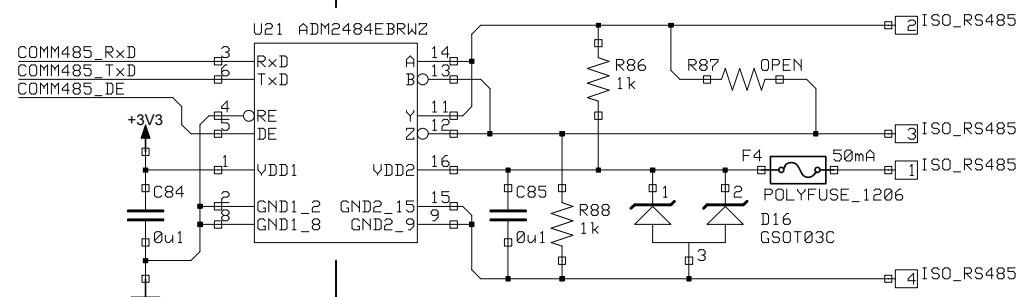 U21 ADM2484EBRWZ
2 ISO_RS485
COMM485_RxD 3 RxD A 14
COMM485_TxD 6 TxD B 13
R86 1k
R87 OPEN
COMM485_DE
4 RE Y 11
+3V3
5 DE Z 12
3 ISO_RS485
1 VDD1 VDD2 16
F4 50mA
1 ISO_RS485
POLYFUSE_1206
C84 0u1
2 GND1_2 GND2_15 15
8 GND1_8 GND2_9 9
C85 0u1
R88 1k
1 2
D16
GSOT03C
3
4 ISO_RS485